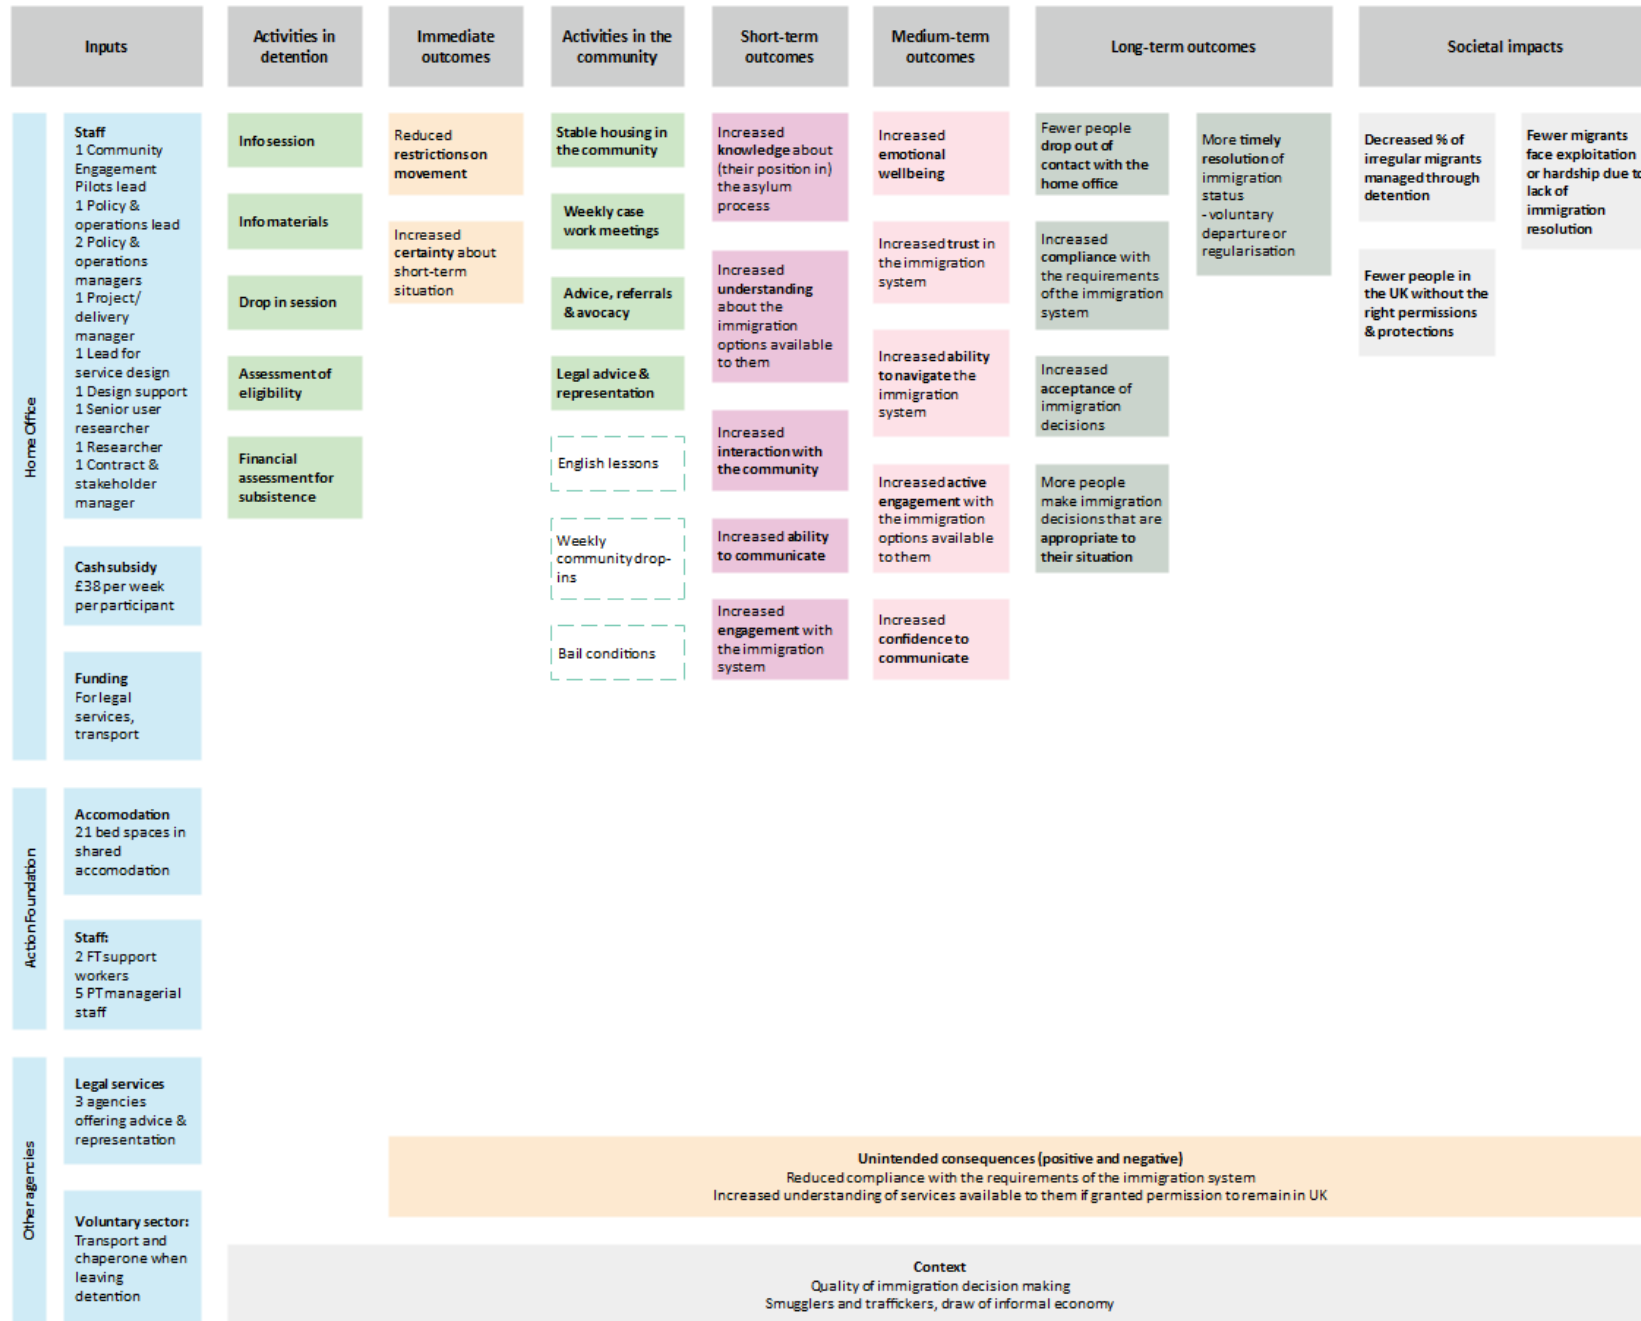 Inputs
Activities in
detention
Immediate
outcomes
Activities in the
community
Short-term
outcomes
Medium-term
outcomes
Long-term outcomes
Societal impacts
Home Office
Staff
1 Community
Engagement
Pilots lead
1 Policy &
operations lead
2 Policy &
operations
managers
1 Project/
delivery
manager
1 Lead for
service design
1 Design support
1 Senior user
researcher
1 Researcher
1 Contract &
stakeholder
manager
Cash subsidy
£38 per week
per participant
Funding
For legal
services,
transport
Action Foundation
Accomodation
21 bed spaces in
shared
accomodation
Staff:
2 FT support
workers
5 PT managerial
staff
Other agencies
Legal services
3 agencies
offering advice &
representation
Voluntary sector:
Transport and
chaperone when
leaving
detention
Info session
Info materials
Drop in session
Assessment of
eligibility
Financial
assessment for
subsistence
Reduced
restrictions on
movement
Increased
certainty about
short-term
situation
Stable housing in
the community
Weekly case
work meetings
Advice, referrals
& avocacy
Legal advice &
representation
English lessons
Weekly
community drop-
ins
Bail conditions
Increased
knowledge about
(their position in)
the asylum
process
Increased
understanding
about the
immigration
options available
to them
Increased
interaction with
the community
Increased ability
to communicate
Increased
engagement with
the immigration
system
Increased
emotional
wellbeing
Increased trust in
the immigration
system
Increased ability
to navigate the
immigration
system
Increased active
engagement with
the immigration
options available
to them
Increased
confidence to
communicate
Fewer people
drop out of
contact with the
home office
Increased
compliance with
the requirements
of the immigration
system
Increased
acceptance of
immigration
decisions
More people
make immigration
decisions that are
appropriate to
their situation
More timely
resolution of
immigration
status
- voluntary
departure or
regularisation
Decreased % of
irregular migrants
managed through
detention
Fewer people in
the UK without the
right permissions
& protections
Fewer migrants
face exploitation
or hardship due to
lack of
immigration
resolution
Unintended consequences (positive and negative)
Reduced compliance with the requirements of the immigration system
Increased understanding of services available to them if granted permission to remain in UK
Context
Quality of immigration decision making
Smugglers and traffickers, draw of informal economy